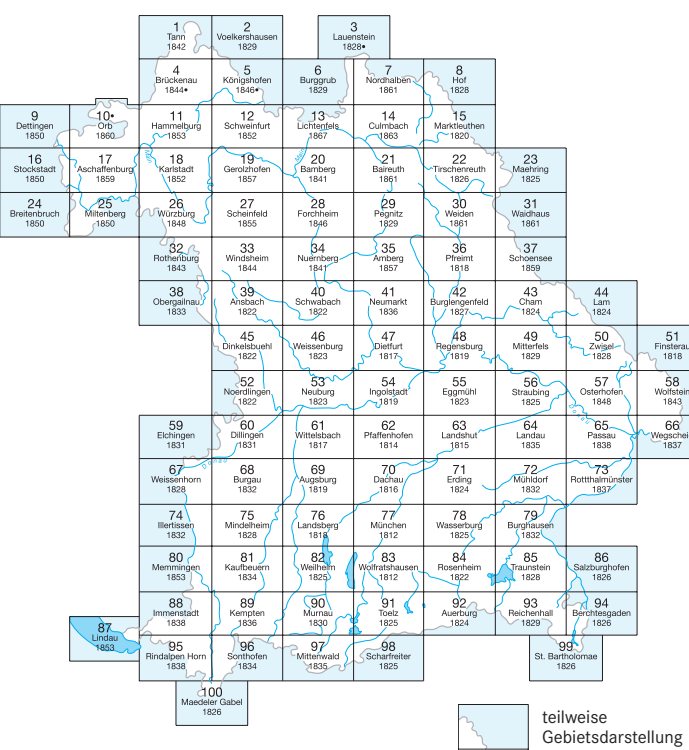 1
Tann
1842
2
Voelkershausen
1829
3
Lauenstein
1828•
4
Brückenau
1844•
5
Königshofen
1846•
6
Burggrub
1829
7
Nordhalben
1861
8
Hof
1828
9
Dettingen
1850
10•
Orb
1860
11
Hammelburg
1853
12
Schweinfurt
1852
13
Lichtenfels
1867
14
Culmbach
1863
15
Marktleuthen
1820
16
Stockstadt
1850
17
Aschaffenburg
1859
18
Karlstadt
1852
19
Gerolzhofen
1857
20
Bamberg
1841
21
Baireuth
1861
22
Tirschenreuth
1826
23
Maehring
1825
24
Breitenbruch
1850
25
Miltenberg
1850
26
Würzburg
1848
27
Scheinfeld
1855
28
Forchheim
1846
29
Pegnitz
1829
30
Weiden
1861
31
Waidhaus
1861
32
Rothenburg
1843
33
Windsheim
1844
34
Nuernberg
1841
35
Amberg
1857
36
Pfreimt
1818
37
Schoensee
1859
38
Obergailnau
1833
39
Ansbach
1822
40
Schwabach
1822
41
Neumarkt
1836
42
Burglengenfeld
1827
43
Cham
1824
44
Lam
1824
45
Dinkelsbuehl
1822
46
Weissenburg
1823
47
Dietfurt
1817
48
Regensburg
1819
49
Mitterfels
1829
50
Zwisel
1828
51
Finsterau
1818
52
Noerdlingen
1822
53
Neuburg
1823
54
Ingolstadt
1819
55
Eggmühl
1823
56
Straubing
1825
57
Osterhofen
1848
58
Wolfstein
1843
59
Elchingen
1831
60
Dillingen
1831
61
Wittelsbach
1817
62
Pfaffenhofen
1814
63
Landshut
1815
64
Landau
1835
65
Passau
1838
66
Wegscheid
1837
67
Weissenhorn
1828
68
Burgau
1832
69
Augsburg
1819
70
Dachau
1816
71
Erding
1824
72
Mühldorf
1832
73
Rottthalmünster
1837
74
Illertissen
1832
75
Mindelheim
1828
76
Landsberg
1818
77
München
1812
78
Wasserburg
1825
79
Burghausen
1832
80
Memmingen
1853
81
Kaufbeuern
1834
82
Weilheim
1825
83
Wolfratshausen
1812
84
Rosenheim
1822
85
Traunstein
1828
86
Salzburghofen
1826
87
Lindau
1853
88
Immenstadt
1838
89
Kempten
1836
90
Murnau
1830
91
Toelz
1825
92
Auerburg
1824
93
Reichenhall
1829
94
Berchtesgaden
1826
95
Rindalpen Horn
1838
96
Sonthofen
1834
97
Mittenwald
1835
98
Scharfreiter
1825
99
St. Bartholomae
1826
100
Maedeler Gabel
1826
Main
Main
Donau
Donau
teilweise
Gebietsdarstellung